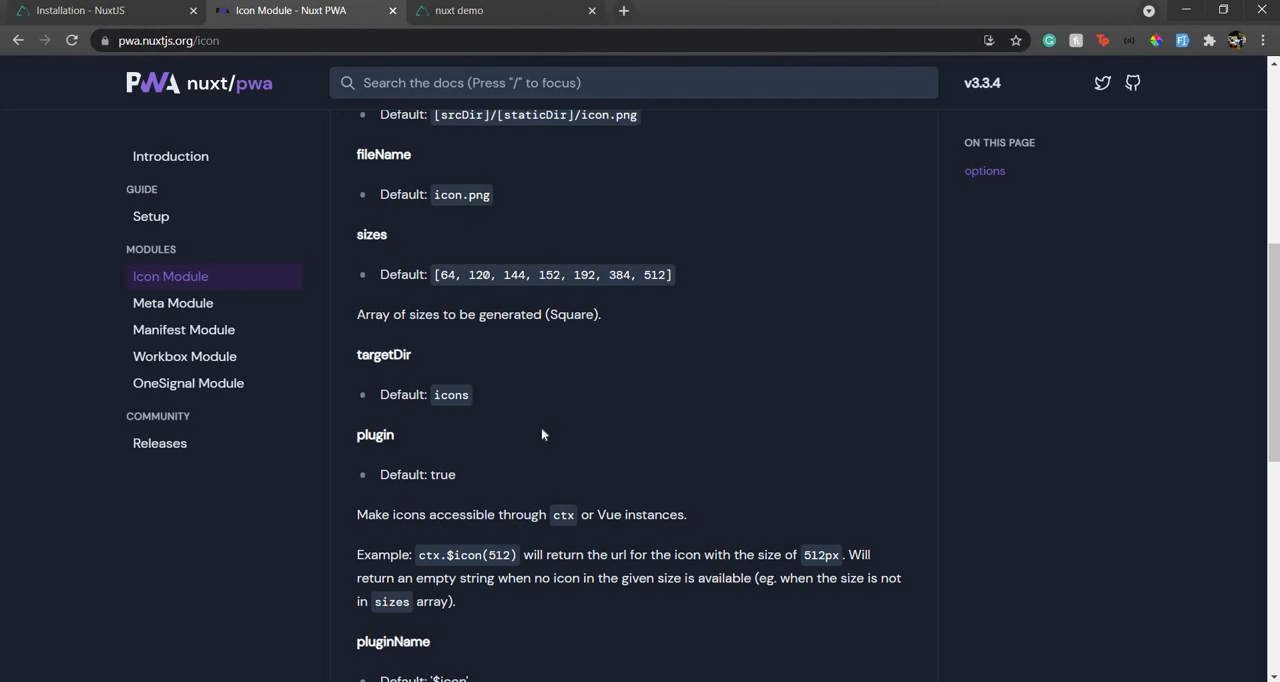 Installation - NuxtJS
Icon Module - Nuxt PWA
nuxt demo
pwa.nuxtjs.org/icon
PWA nuxt/pwa
Search the docs (Press "/" to focus)
v3.3.4
Introduction
GUIDE
Setup
MODULES
Icon Module
Meta Module
Manifest Module
Workbox Module
OneSignal Module
COMMUNITY
Releases
Default: [srcDir]/[staticDir]/icon.png
fileName
Default: icon.png
sizes
Default: [64, 120, 144, 152, 192, 384, 512]
Array of sizes to be generated (Square).
targetDir
Default: icons
plugin
Default: true
Make icons accessible through ctx or Vue instances.
Example: ctx.$icon(512) will return the url for the icon with the size of 512px. Will
return an empty string when no icon in the given size is available (eg. when the size is not
in sizes array).
pluginName
Default: '$icon'
ON THIS PAGE
options